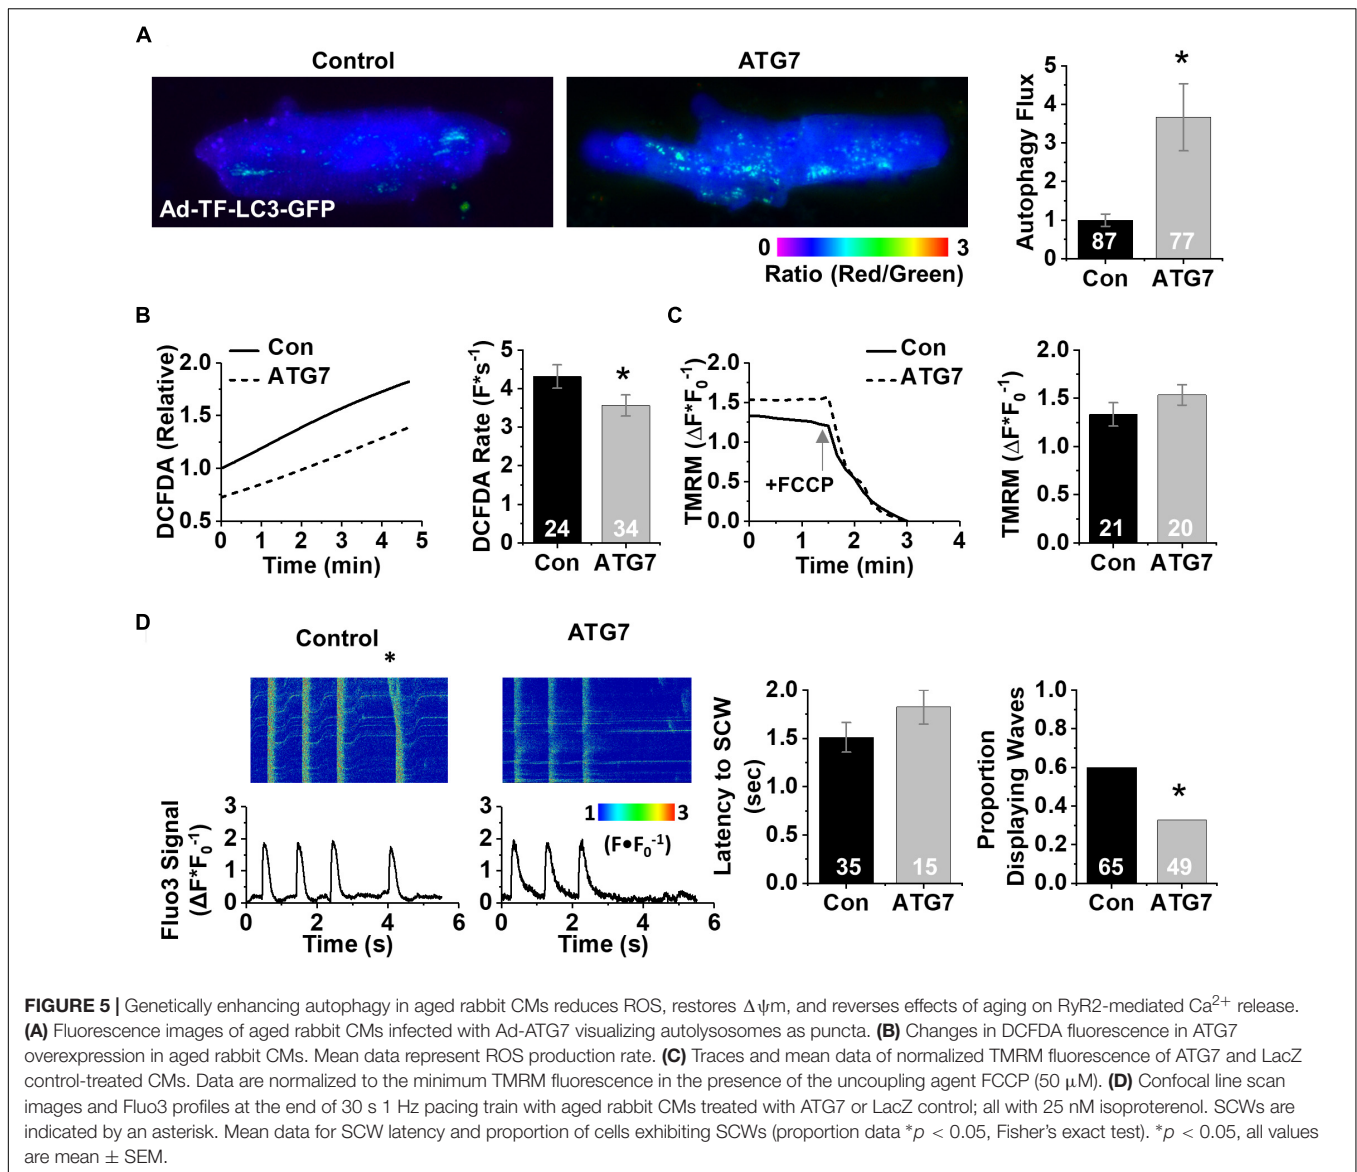 A
Control
ATG7
Ad-TF-LC3-GFP
0
3
Ratio (Red/Green)
Autophagy Flux
5
4
3
2
1
0
*
87
77
Con
ATG7
B
DCFDA (Relative)
2.0
1.5
1.0
0.5
Con
ATG7
0 1 2 3 4 5
Time (min)
DCFDA Rate (F*s⁻¹)
5
4
3
2
1
0
*
24
34
Con
ATG7
C
TMRM (ΔF*F₀⁻¹)
2.0
1.5
1.0
0.5
0.0
Con
ATG7
+FCCP
0 1 2 3 4
Time (min)
TMRM (ΔF*F₀⁻¹)
2.0
1.5
1.0
0.5
0.0
21
20
Con
ATG7
D
Control
*
ATG7
Fluo3 Signal
(ΔF*F₀⁻¹)
3
2
1
0
0 2 4 6
Time (s)
3
2
1
0
1
3
(F•F₀⁻¹)
0 2 4 6
Time (s)
Latency to SCW
(sec)
2.0
1.5
1.0
0.5
0.0
35
15
Con
ATG7
Proportion
Displaying Waves
1.0
0.8
0.6
0.4
0.2
0.0
*
65
49
Con
ATG7
FIGURE 5 | Genetically enhancing autophagy in aged rabbit CMs reduces ROS, restores Δψm, and reverses effects of aging on RyR2-mediated Ca²⁺ release.
(A) Fluorescence images of aged rabbit CMs infected with Ad-ATG7 visualizing autolysosomes as puncta. (B) Changes in DCFDA fluorescence in ATG7
overexpression in aged rabbit CMs. Mean data represent ROS production rate. (C) Traces and mean data of normalized TMRM fluorescence of ATG7 and LacZ
control-treated CMs. Data are normalized to the minimum TMRM fluorescence in the presence of the uncoupling agent FCCP (50 μM). (D) Confocal line scan
images and Fluo3 profiles at the end of 30 s 1 Hz pacing train with aged rabbit CMs treated with ATG7 or LacZ control; all with 25 nM isoproterenol. SCWs are
indicated by an asterisk. Mean data for SCW latency and proportion of cells exhibiting SCWs (proportion data *p < 0.05, Fisher's exact test). *p < 0.05, all values
are mean ± SEM.